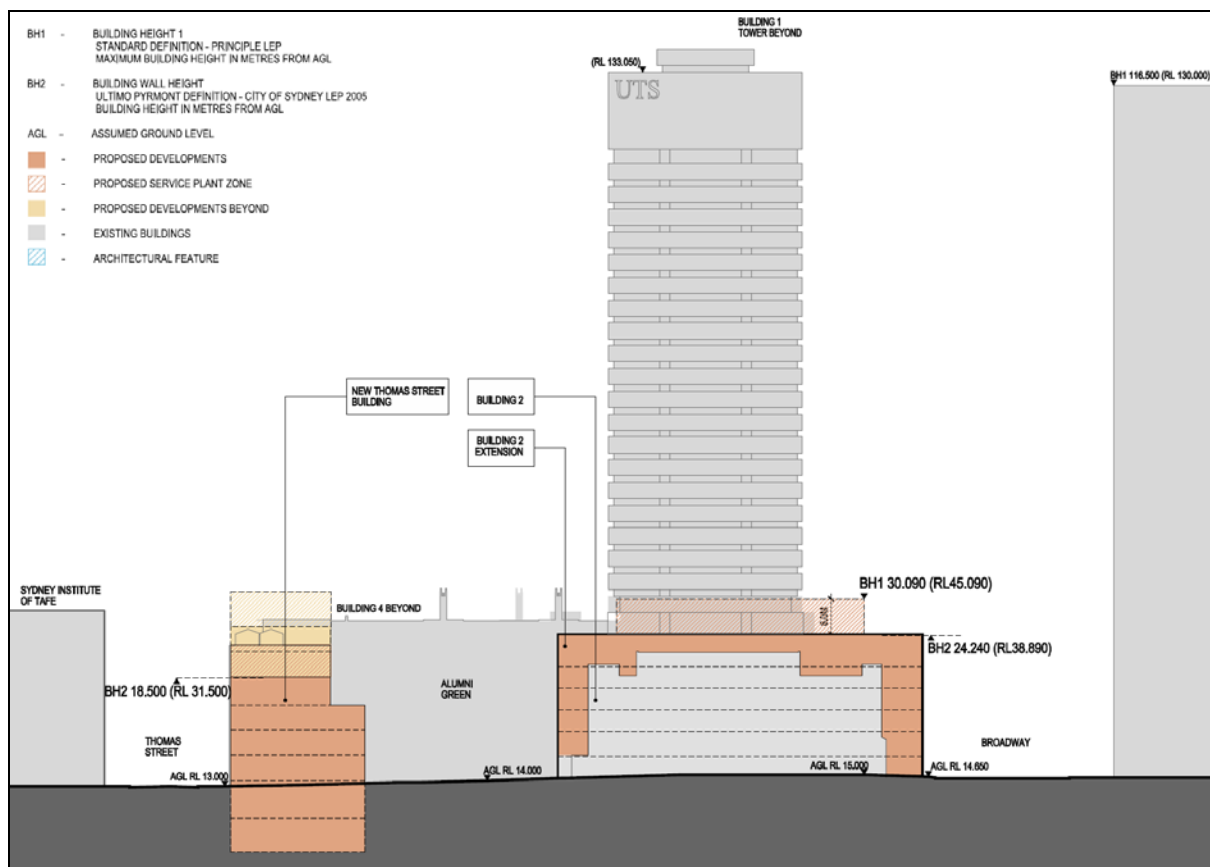 BH1 - BUILDING HEIGHT 1
STANDARD DEFINITION - PRINCIPLE LEP
MAXIMUM BUILDING HEIGHT IN METRES FROM AGL
BH2 - BUILDING WALL HEIGHT
ULTIMO PYRMONT DEFINITION - CITY OF SYDNEY LEP 2005
BUILDING HEIGHT IN METRES FROM AGL
AGL - ASSUMED GROUND LEVEL
- PROPOSED DEVELOPMENTS
- PROPOSED SERVICE PLANT ZONE
- PROPOSED DEVELOPMENTS BEYOND
- EXISTING BUILDINGS
- ARCHITECTURAL FEATURE
BUILDING 1
TOWER BEYOND
(RL 133.050)
UTS
BH1 116.500 (RL 130.000)
NEW THOMAS STREET
BUILDING
BUILDING 2
BUILDING 2
EXTENSION
SYDNEY INSTITUTE
OF TAFE
BUILDING 4 BEYOND
BH1 30.090 (RL45.090)
BH2 24.240 (RL38.890)
BH2 18.500 (RL 31.500)
ALUMNI
GREEN
THOMAS
STREET
BROADWAY
AGL RL 13.000
AGL RL 14.000
AGL RL 15.000
AGL RL 14.650